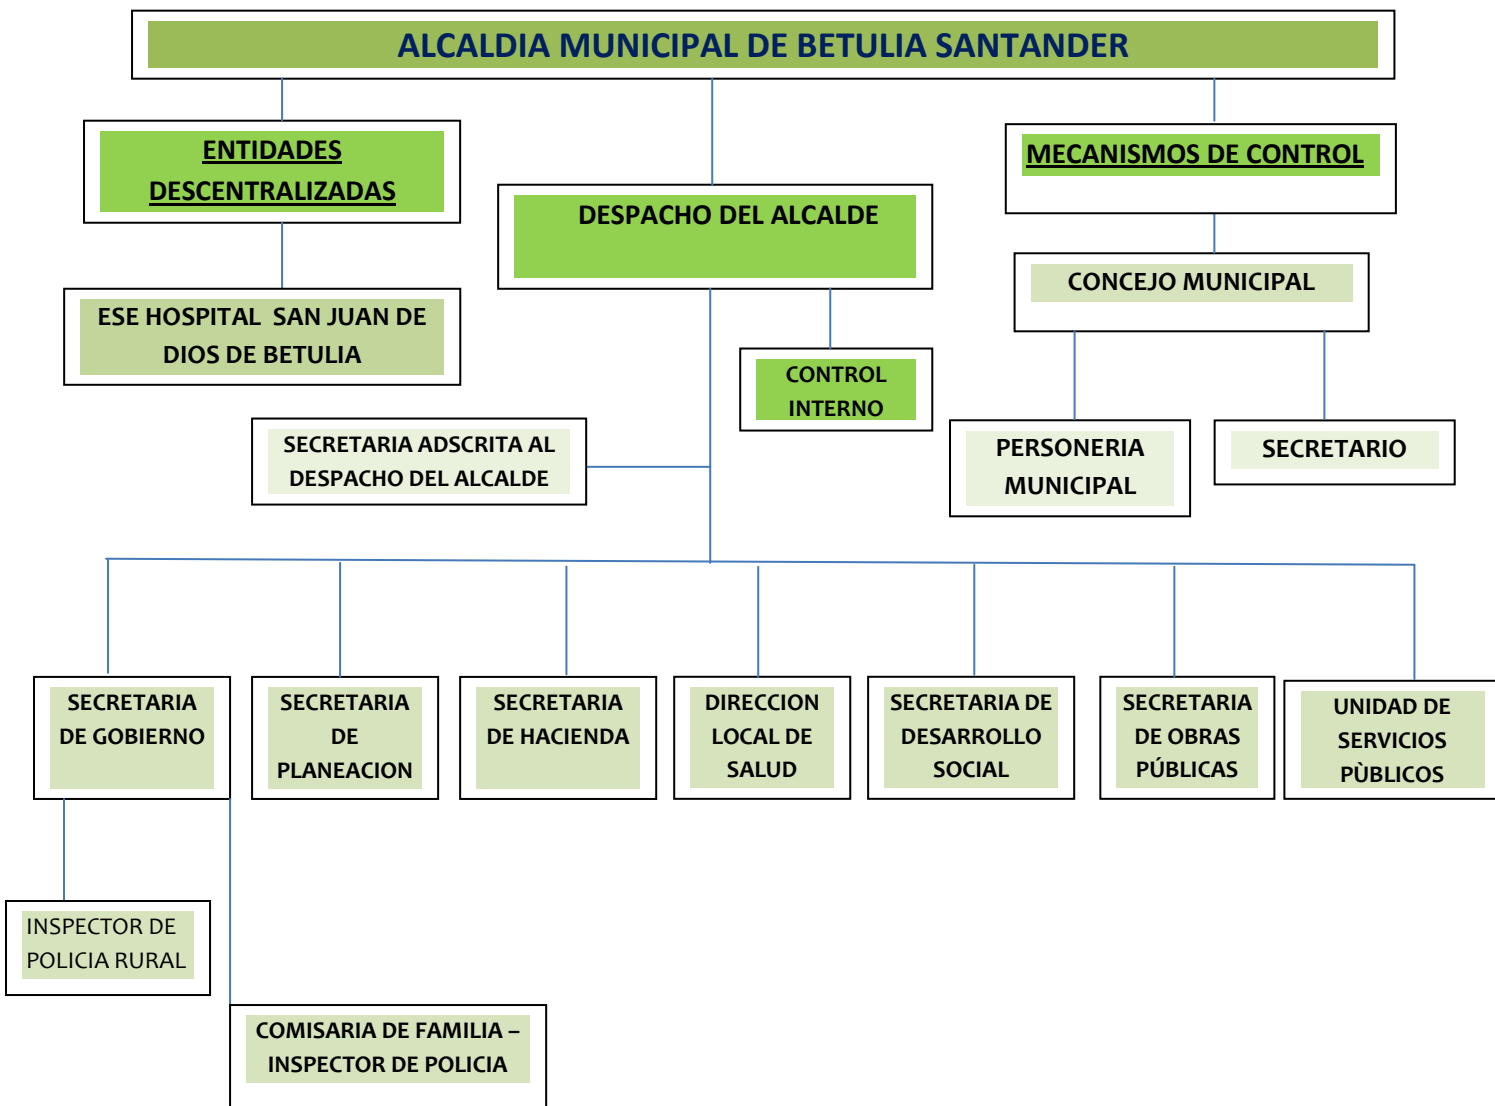 ALCALDIA MUNICIPAL DE BETULIA SANTANDER
ENTIDADES
DESCENTRALIZADAS
MECANISMOS DE CONTROL
DESPACHO DEL ALCALDE
CONCEJO MUNICIPAL
ESE HOSPITAL SAN JUAN DE
DIOS DE BETULIA
CONTROL
INTERNO
SECRETARIA ADSCRITA AL
DESPACHO DEL ALCALDE
PERSONERIA
MUNICIPAL
SECRETARIO
SECRETARIA
DE GOBIERNO
SECRETARIA
DE
PLANEACION
SECRETARIA
DE HACIENDA
DIRECCION
LOCAL DE
SALUD
SECRETARIA DE
DESARROLLO
SOCIAL
SECRETARIA
DE OBRAS
PÚBLICAS
UNIDAD DE
SERVICIOS
PÙBLICOS
INSPECTOR DE
POLICIA RURAL
COMISARIA DE FAMILIA –
INSPECTOR DE POLICIA